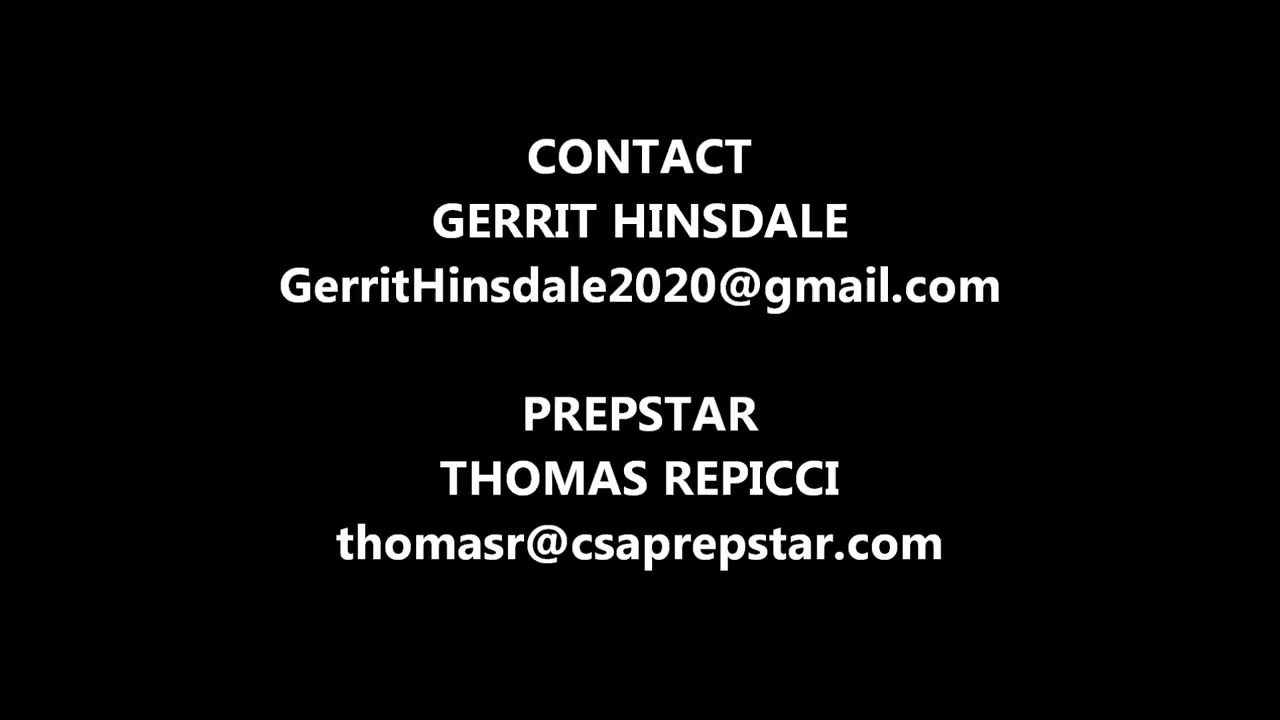 CONTACT
GERRIT HINSDALE
GerritHinsdale2020@gmail.com
PREPSTAR
THOMAS REPICCI
thomasr@csaprepstar.com